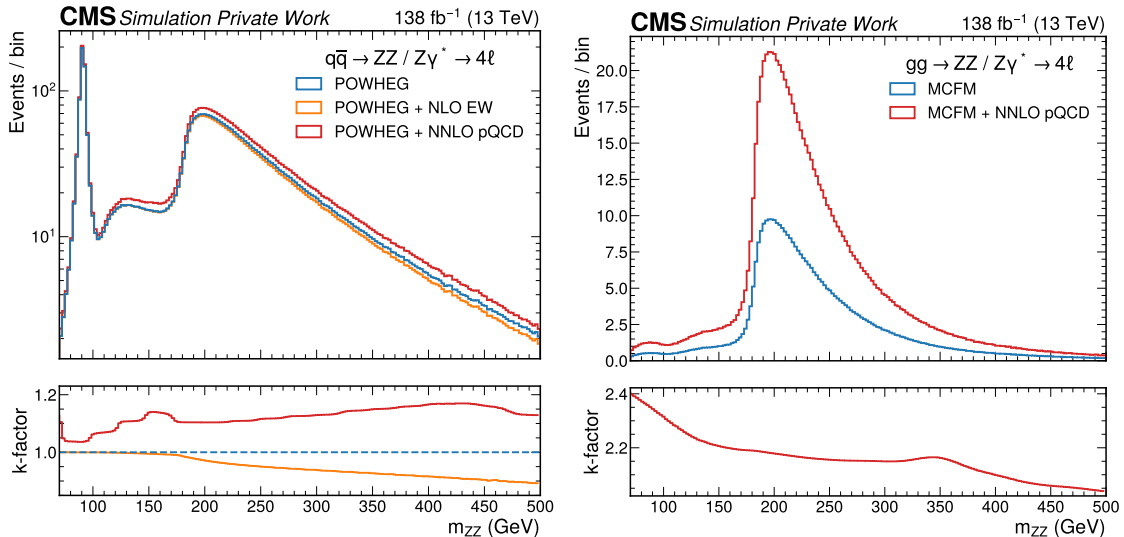 CMS Simulation Private Work 138 fb⁻¹ (13 TeV)
Events / bin
qq̅ → ZZ / Zγ* → 4ℓ
POWHEG
POWHEG + NLO EW
POWHEG + NNLO pQCD
10²
10¹
k-factor
1.2
1.0
100 150 200 250 300 350 400 450 500
m_ZZ (GeV)
CMS Simulation Private Work 138 fb⁻¹ (13 TeV)
Events / bin
gg → ZZ / Zγ* → 4ℓ
MCFM
MCFM + NNLO pQCD
20.0
17.5
15.0
12.5
10.0
7.5
5.0
2.5
0.0
k-factor
2.4
2.2
100 150 200 250 300 350 400 450 500
m_ZZ (GeV)